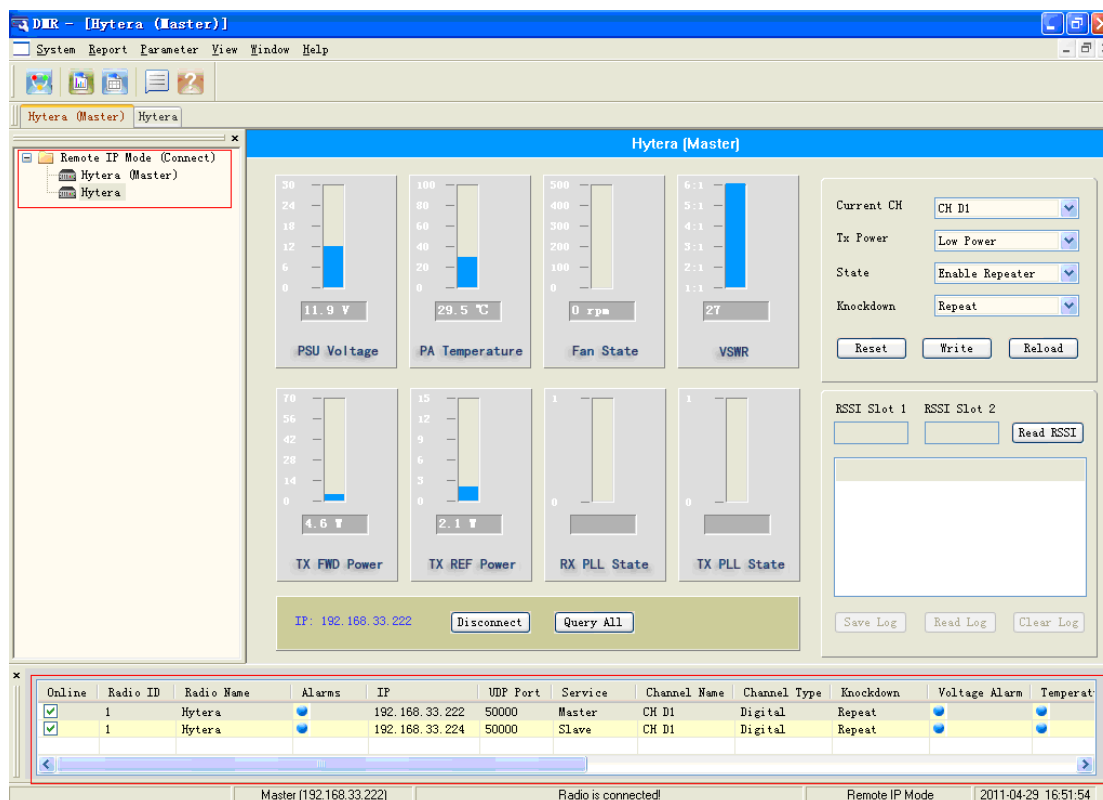 DMR - [Hytera (Master)]
System Report Parameter View Window Help
Hytera (Master) Hytera
Remote IP Mode (Connect)
Hytera (Master)
Hytera
Hytera (Master)
30
24
18
12
6
0
11.9 V
PSU Voltage
100
80
60
40
20
0
29.5 ℃
PA Temperature
500
400
300
200
100
0
0 rpm
Fan State
6:1
5:1
4:1
3:1
2:1
1:1
27
VSWR
Current CH CH D1
Tx Power Low Power
State Enable Repeater
Knockdown Repeat
Reset Write Reload
70
56
42
28
14
0
4.6 W
TX FWD Power
15
12
9
6
3
0
2.1 W
TX REF Power
1
0
RX PLL State
1
0
TX PLL State
RSSI Slot 1 RSSI Slot 2
Read RSSI
Save Log Read Log Clear Log
IP: 192.168.33.222 Disconnect Query All
Online Radio ID Radio Name Alarms IP UDP Port Service Channel Name Channel Type Knockdown Voltage Alarm Temperat
1 Hytera 192.168.33.222 50000 Master CH D1 Digital Repeat
1 Hytera 192.168.33.224 50000 Slave CH D1 Digital Repeat
Master (192.168.33.222) Radio is connected! Remote IP Mode 2011-04-29 16:51:54